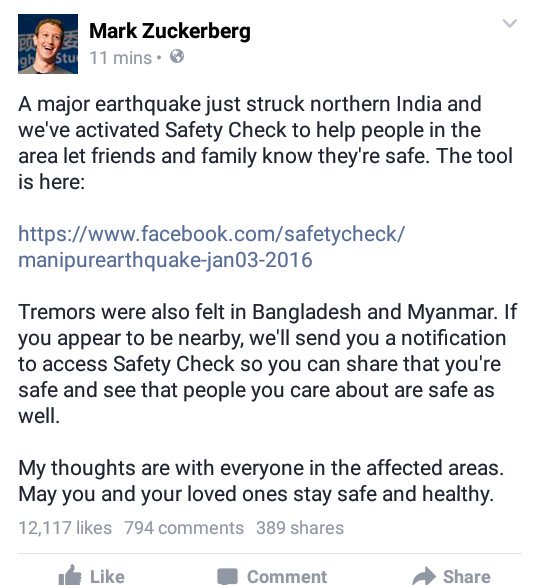 Mark Zuckerberg
11 mins •
A major earthquake just struck northern India and
we've activated Safety Check to help people in the
area let friends and family know they're safe. The tool
is here:
https://www.facebook.com/safetycheck/
manipurearthquake-jan03-2016
Tremors were also felt in Bangladesh and Myanmar. If
you appear to be nearby, we'll send you a notification
to access Safety Check so you can share that you're
safe and see that people you care about are safe as
well.
My thoughts are with everyone in the affected areas.
May you and your loved ones stay safe and healthy.
12,117 likes 794 comments 389 shares
Like Comment Share